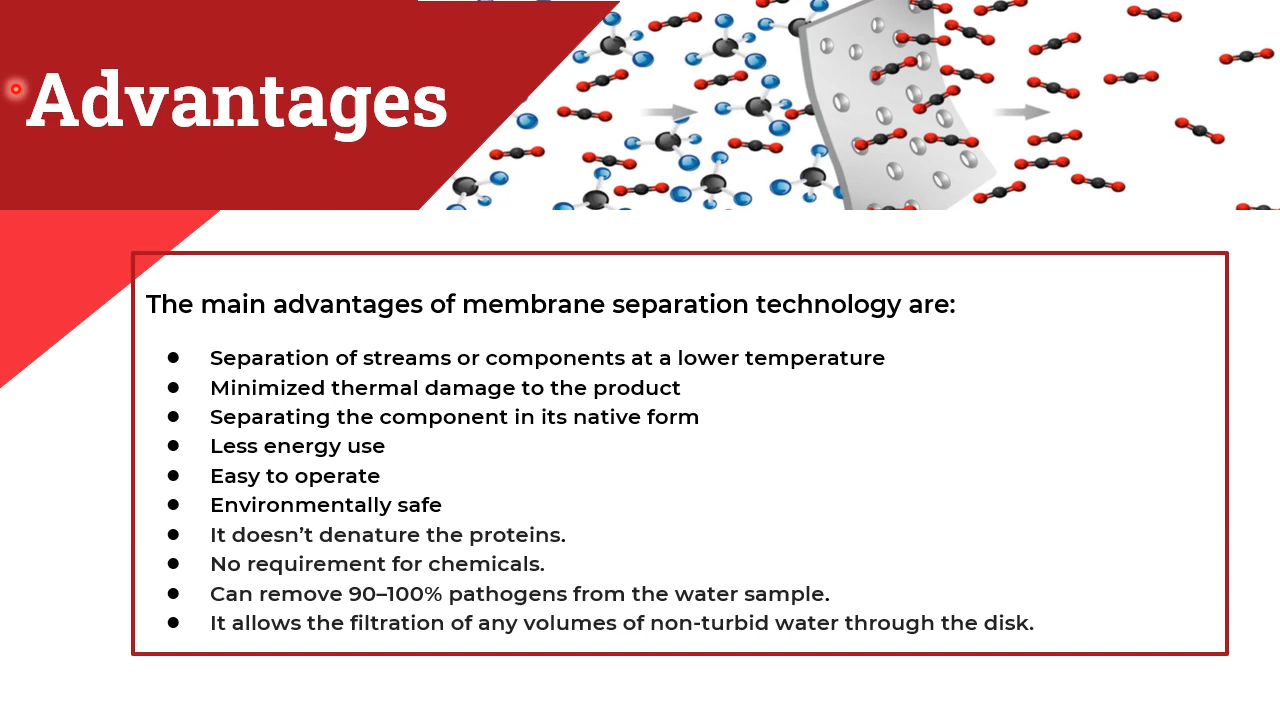 Advantages
The main advantages of membrane separation technology are:
● Separation of streams or components at a lower temperature
● Minimized thermal damage to the product
● Separating the component in its native form
● Less energy use
● Easy to operate
● Environmentally safe
● It doesn’t denature the proteins.
● No requirement for chemicals.
● Can remove 90–100% pathogens from the water sample.
● It allows the filtration of any volumes of non-turbid water through the disk.